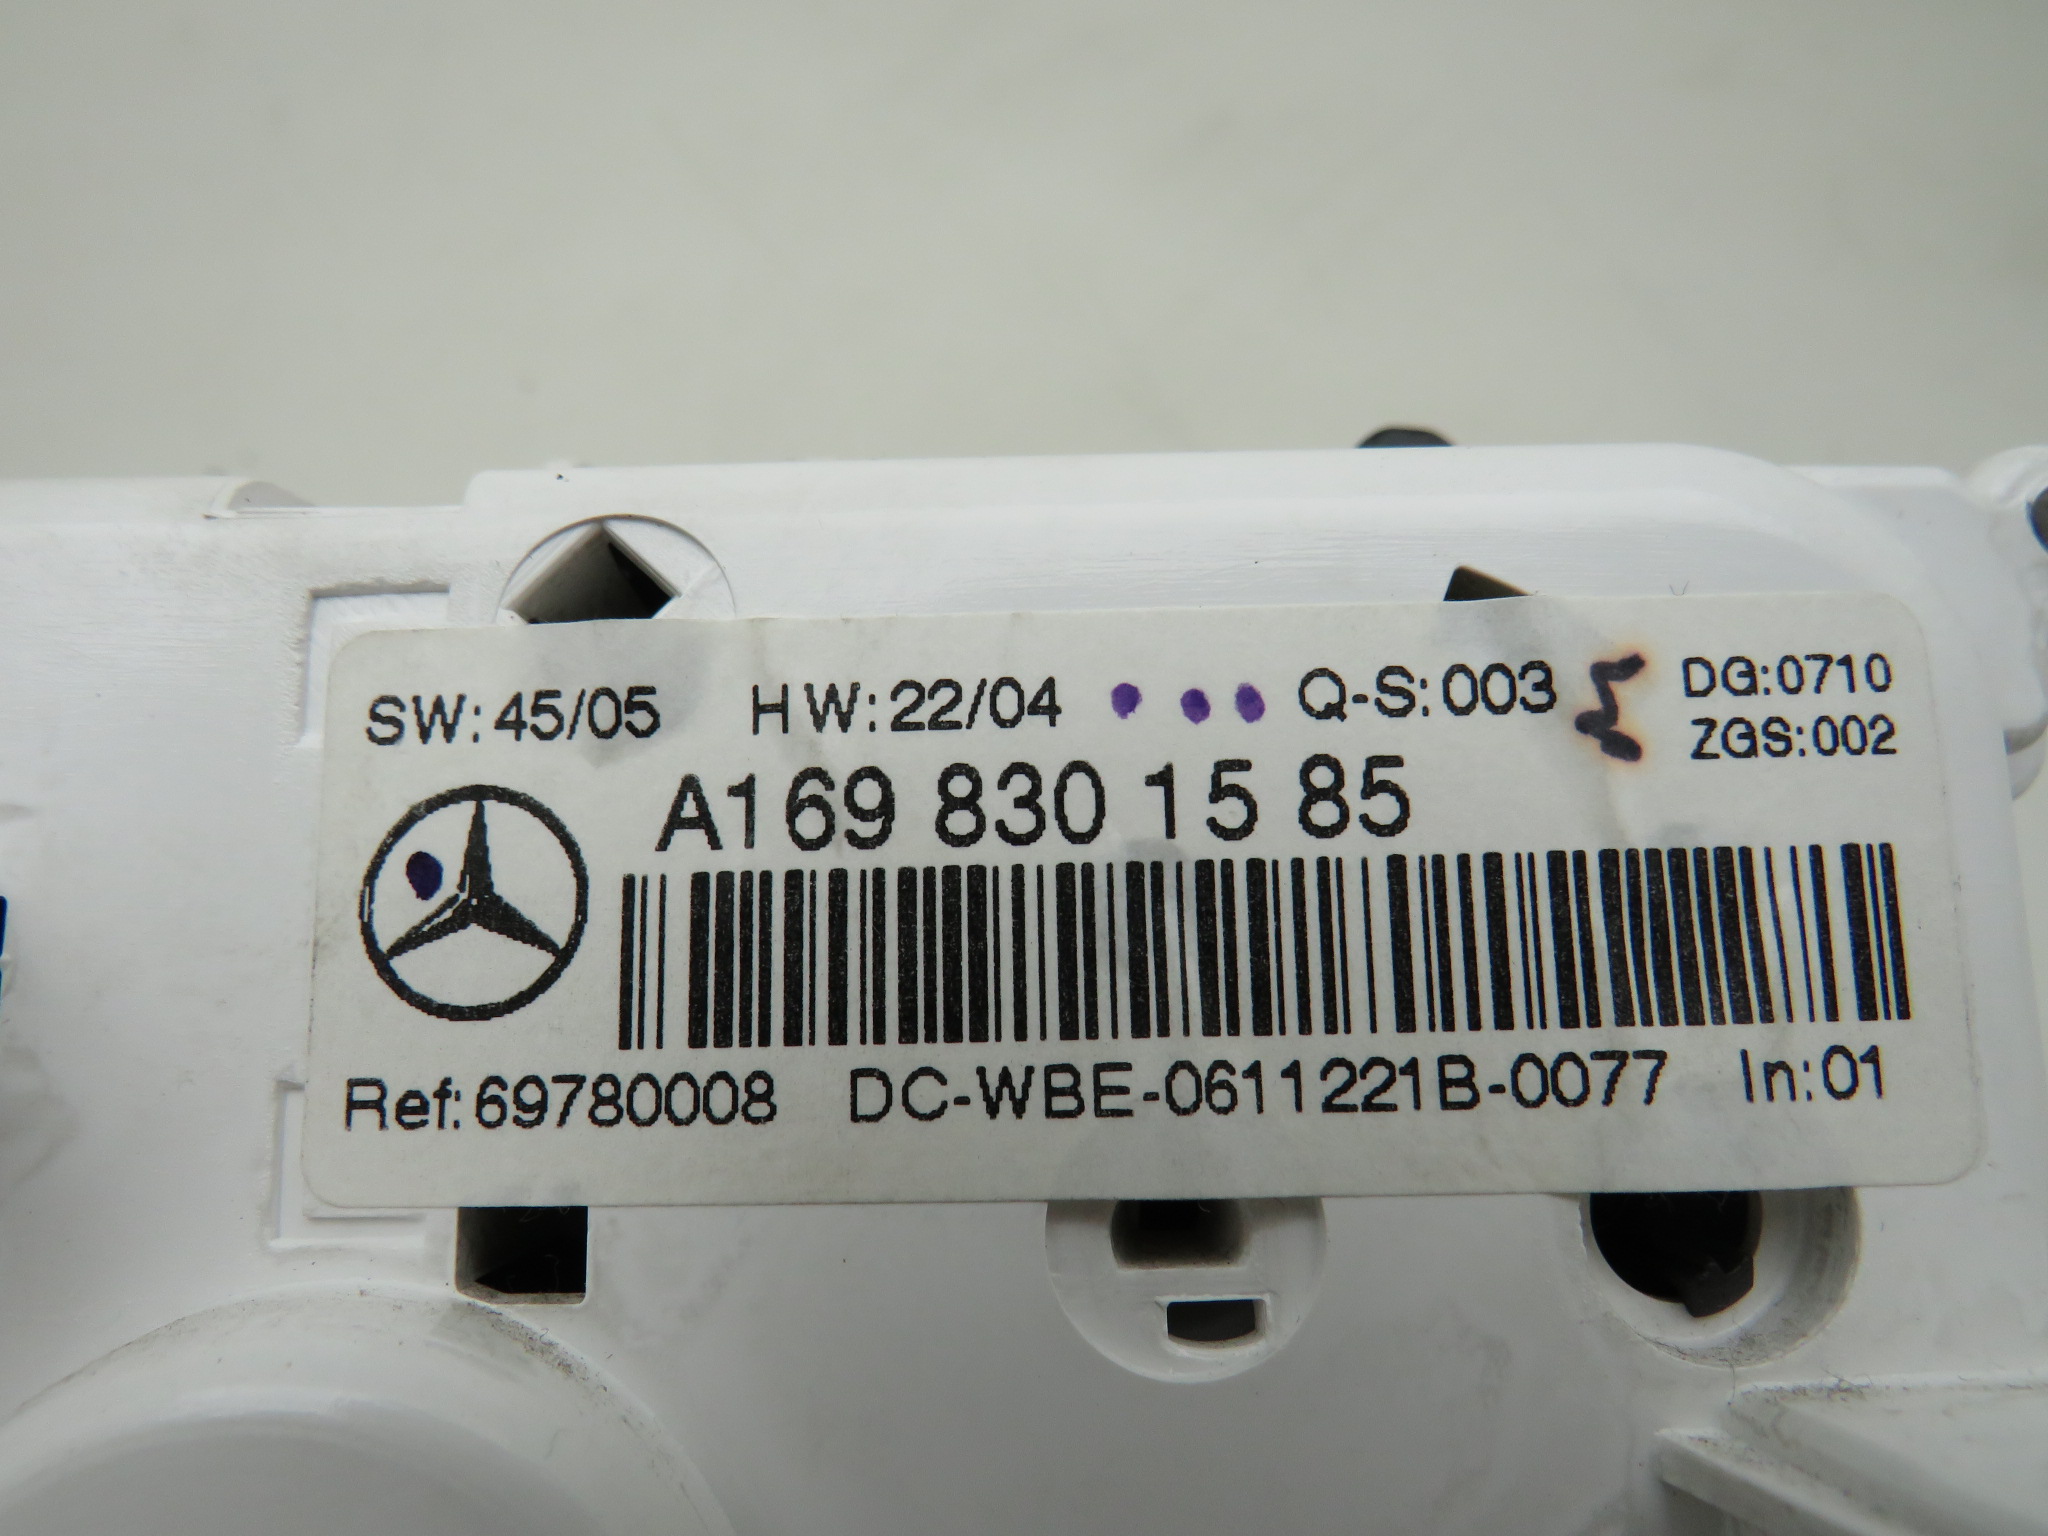 SW:45/05 HW:22/04 Q-S:003 DG:0710
ZGS:002
A169 830 15 85
Ref:69780008 DC-WBE-0611221B-0077 In:01